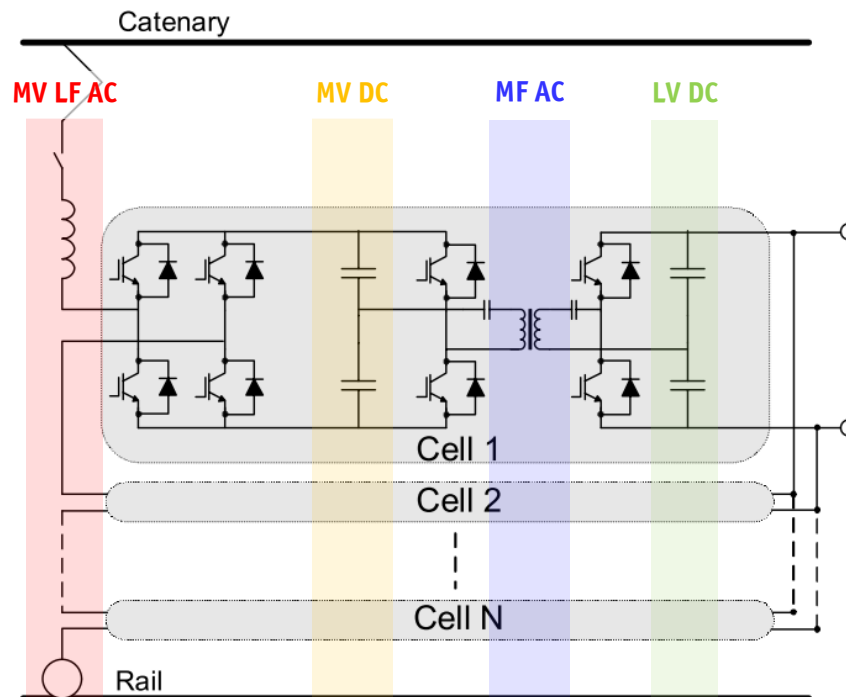 Catenary
MV LF AC
MV DC
MF AC
LV DC
Cell 1
Cell 2
Cell N
Rail